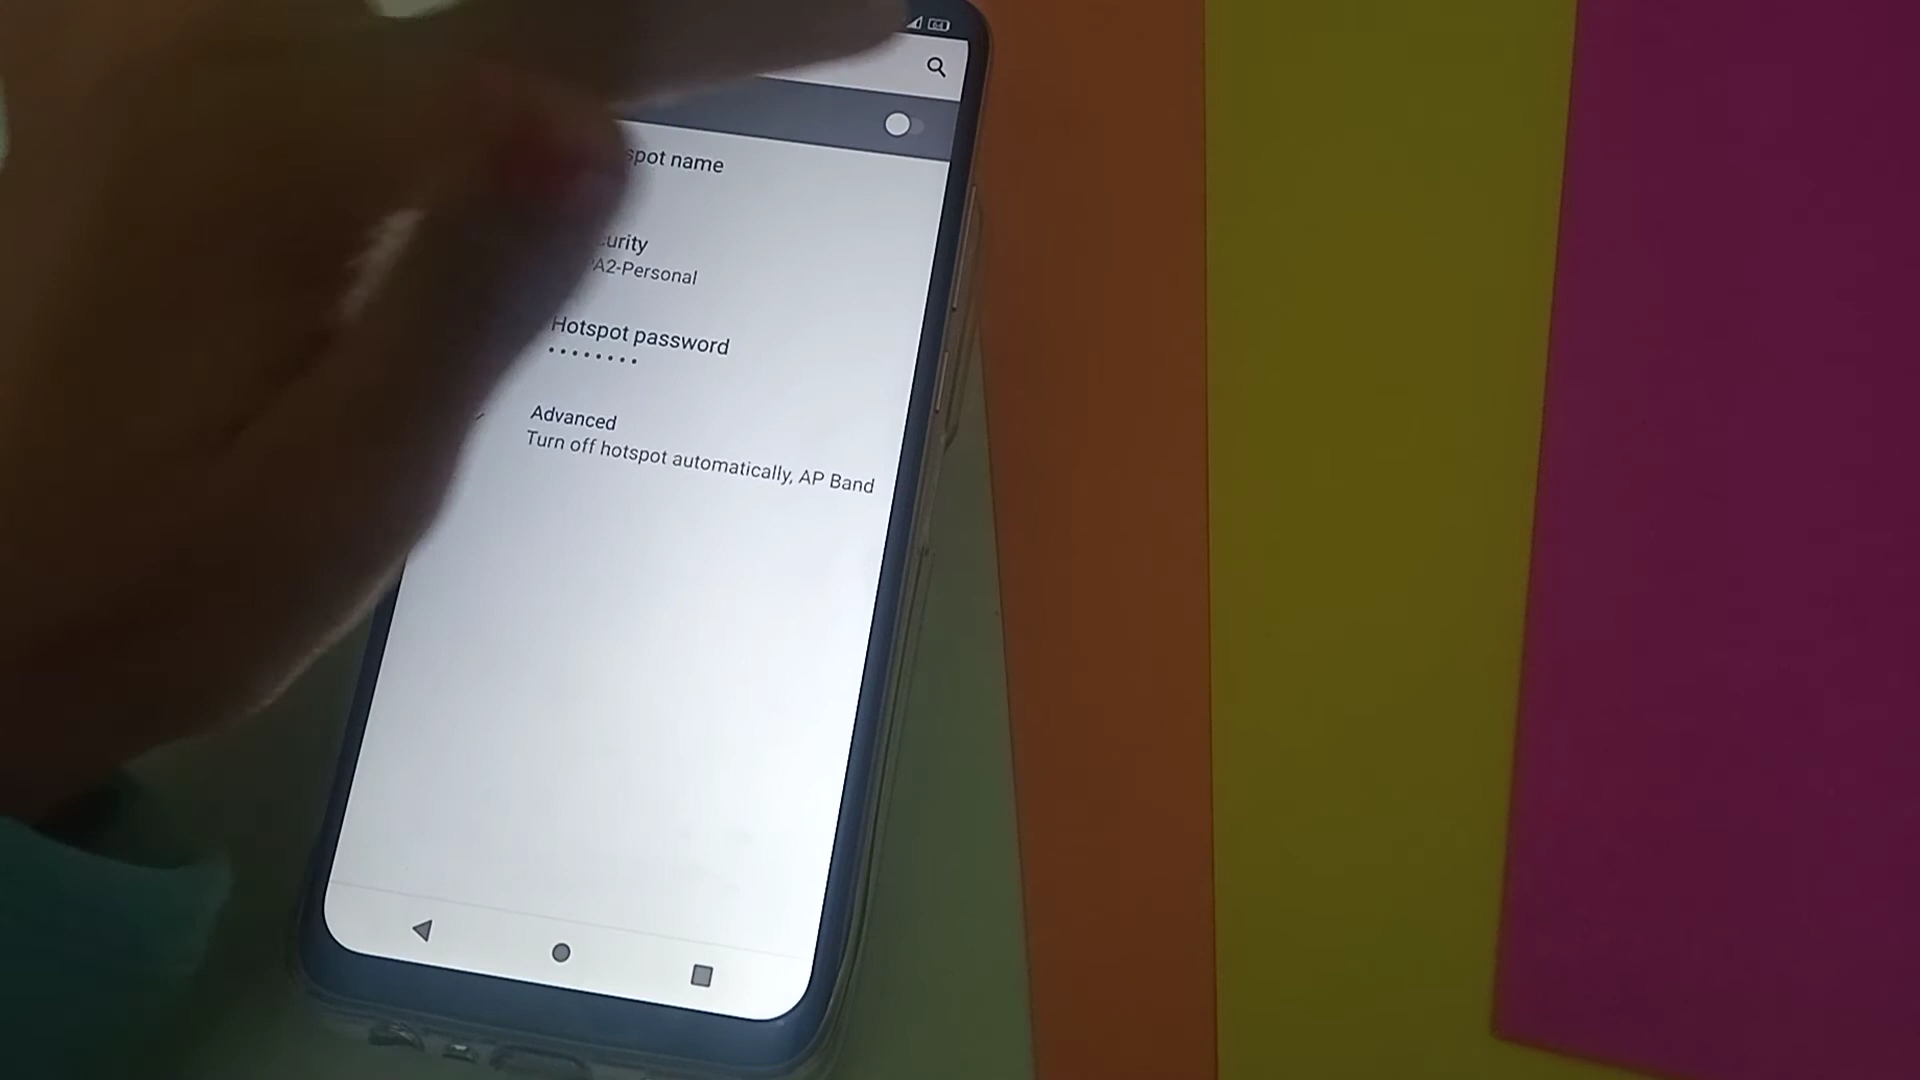 spot name
urity
A2-Personal
Hotspot password
Advanced
Turn off hotspot automatically, AP Band